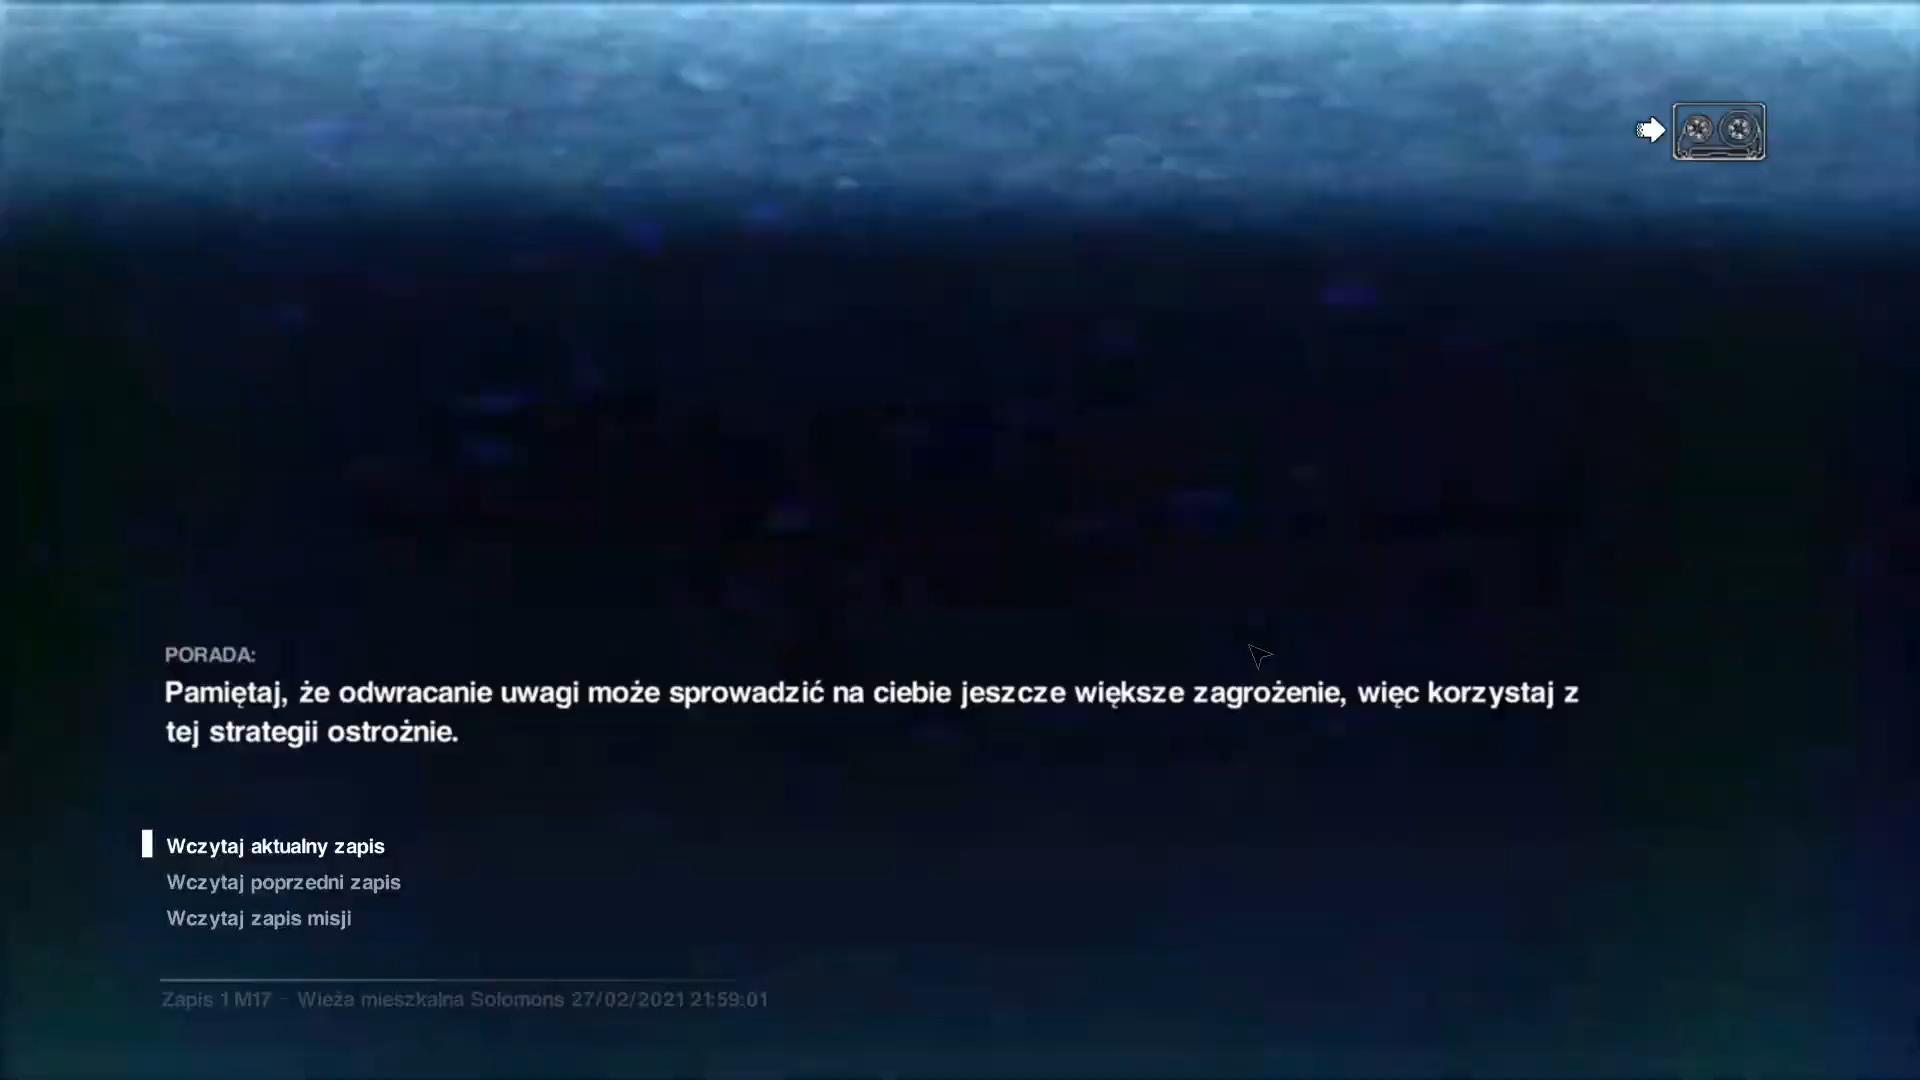 PORADA:
Pamiętaj, że odwracanie uwagi może sprowadzić na ciebie jeszcze większe zagrożenie, więc korzystaj z
tej strategii ostrożnie.
Wczytaj aktualny zapis
Wczytaj poprzedni zapis
Wczytaj zapis misji
Zapis 1 M17 - Wieża mieszkalna Solomons 27/02/2021 21:59:01